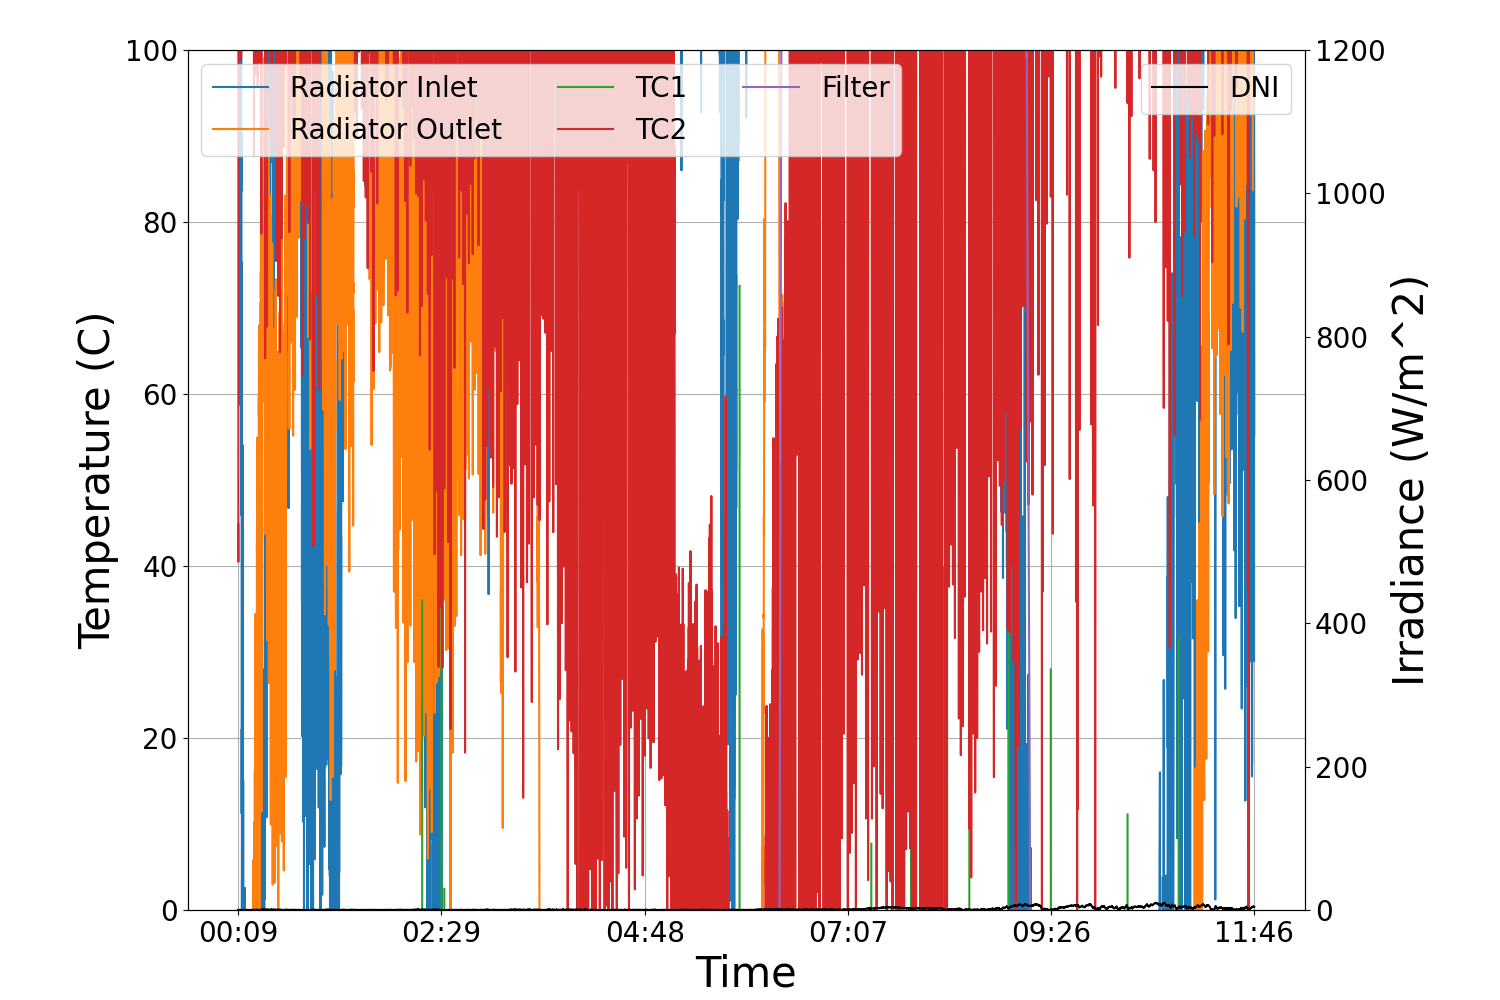 100
80
60
40
20
0
Temperature (C)
Radiator Inlet
Radiator Outlet
TC1
TC2
Filter
DNI
1200
1000
800
600
400
200
0
Irradiance (W/m^2)
00:09
02:29
04:48
07:07
09:26
11:46
Time